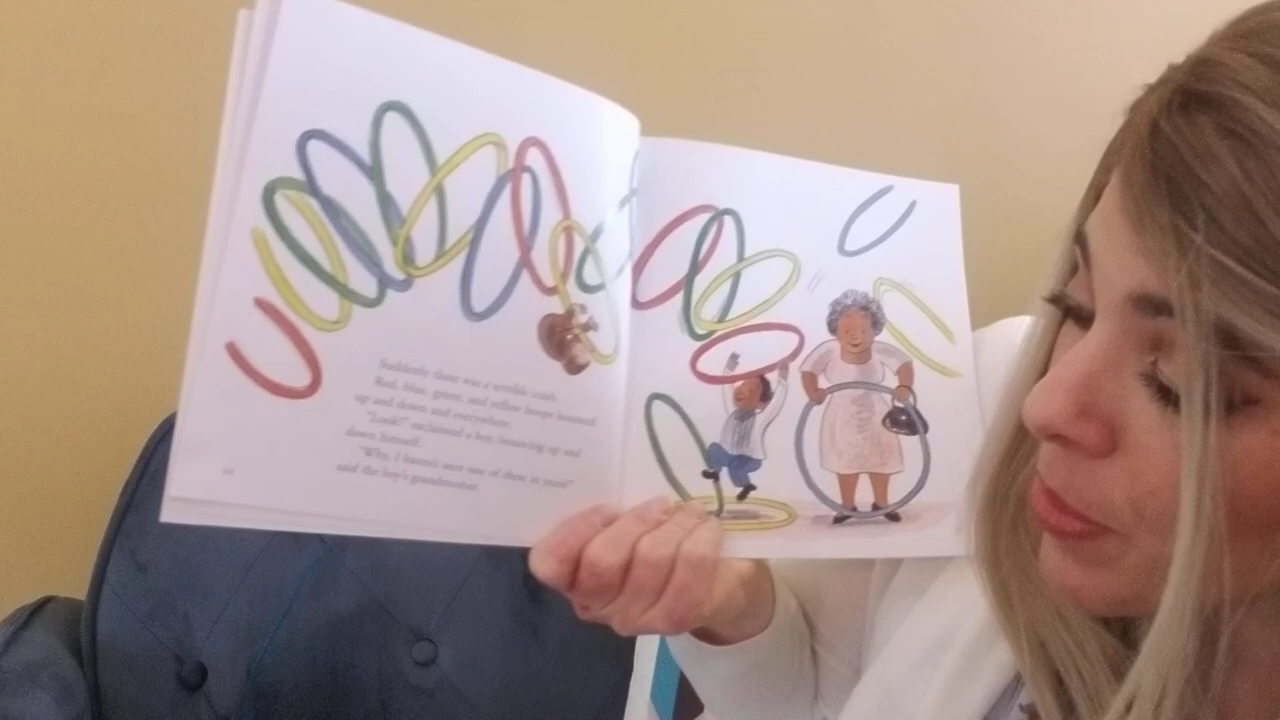 Suddenly there was a terrible crash.
Red, blue, green, and yellow hoops bounced
up and down and everywhere.
"Look!" exclaimed a boy, bouncing up and
down himself.
"Why, I haven't seen one of these in years!"
said the boy's grandmother.